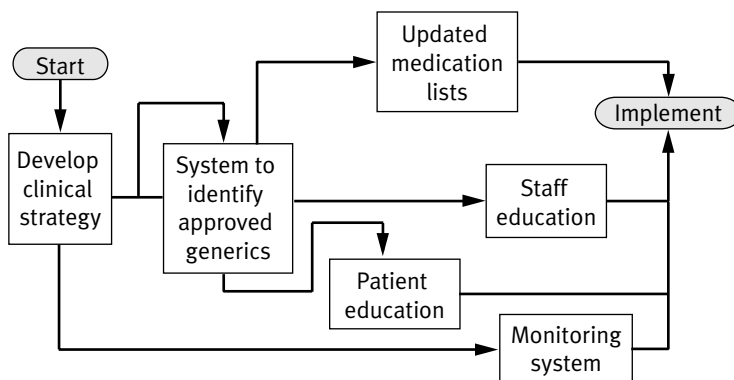 Start
Develop
clinical
strategy
System to
identify
approved
generics
Updated
medication
lists
Implement
Staff
education
Patient
education
Monitoring
system